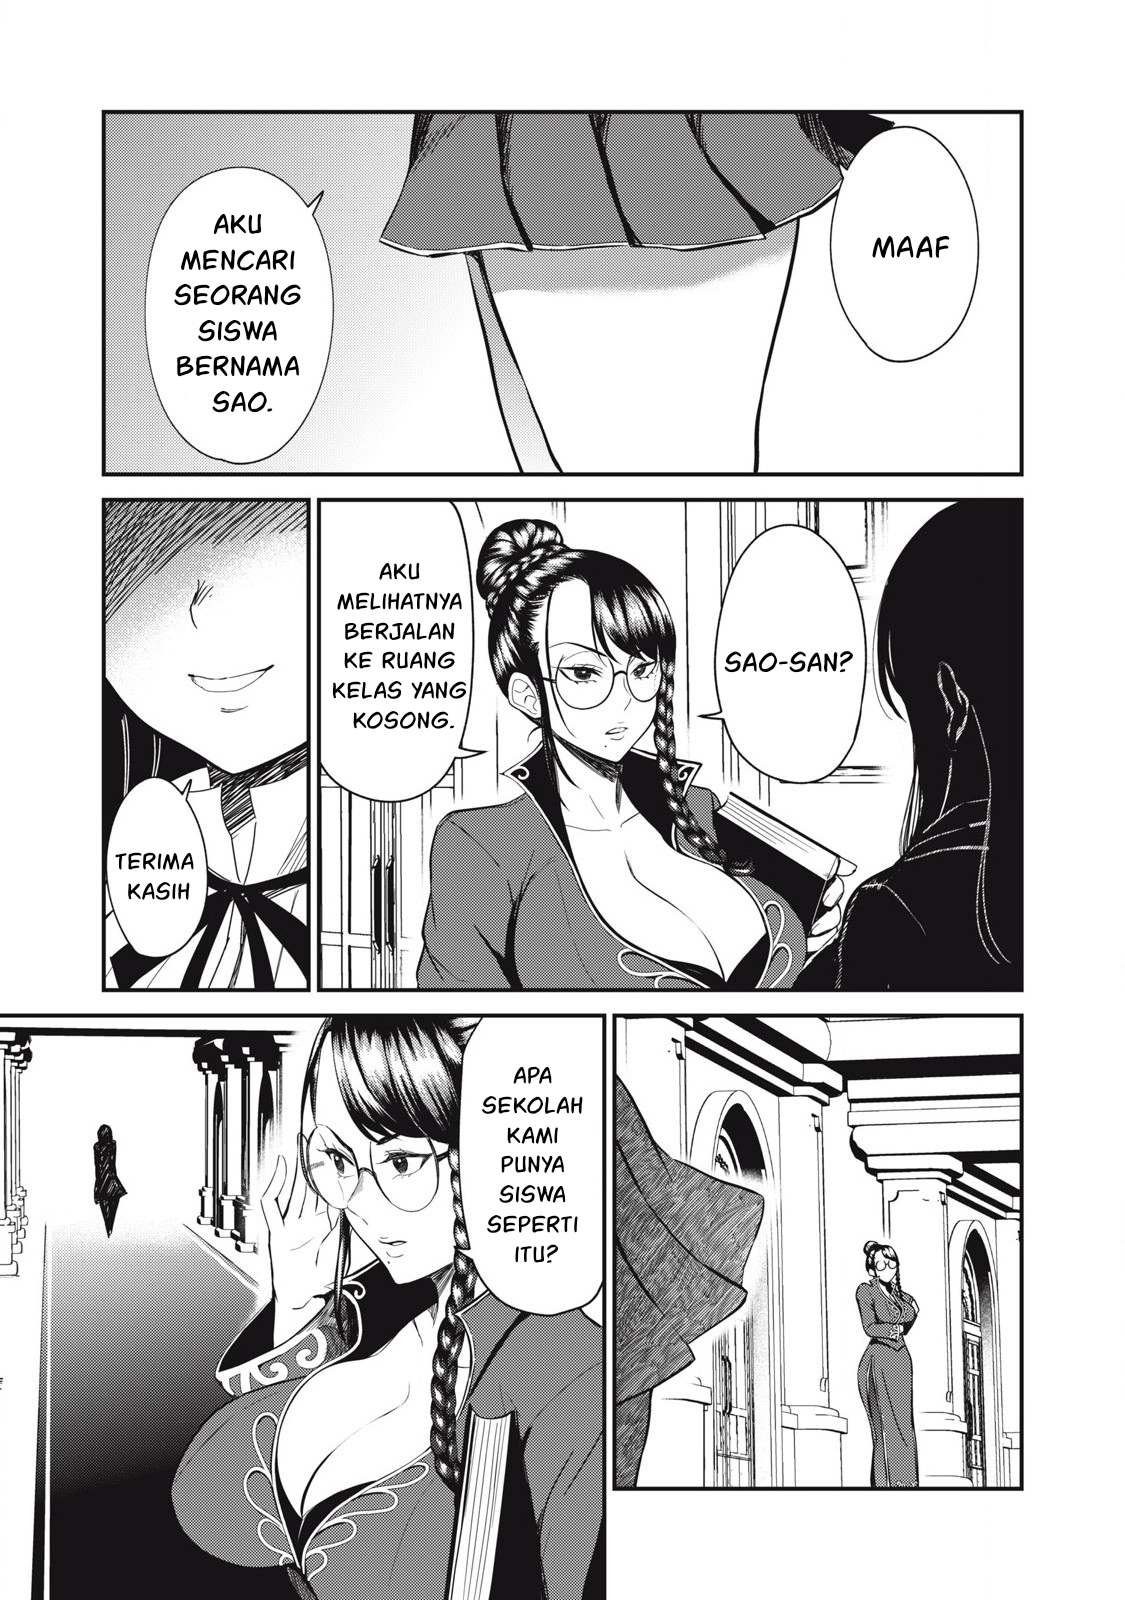 MAAF
AKU
MENCARI
SEORANG
SISWA
BERNAMA
SAO.
SAO-SAN?
AKU
MELIHATNYA
BERJALAN
KE RUANG
KELAS YANG
KOSONG.
TERIMA
KASIH
APA
SEKOLAH
KAMI
PUNYA
SISWA
SEPERTI
ITU?